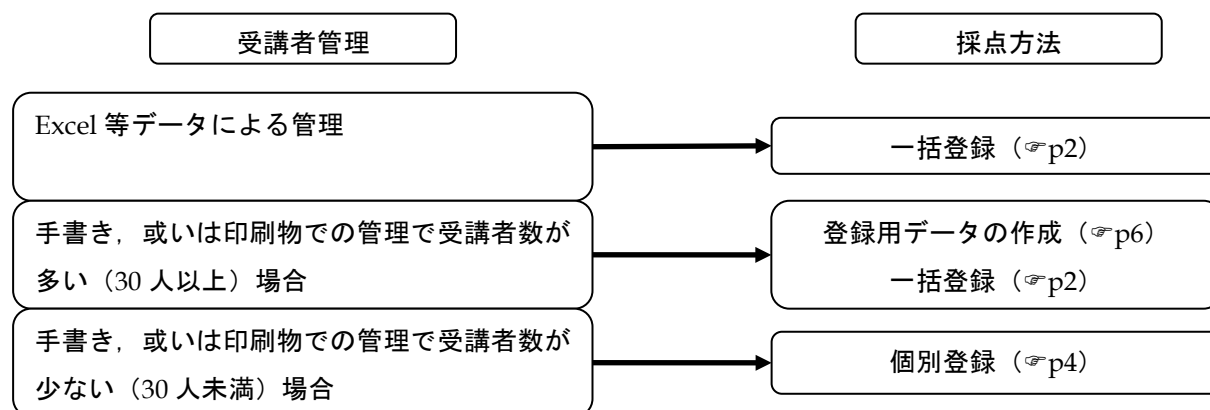 受講者管理
採点方法
Excel 等データによる管理
一括登録（☞p2）
手書き，或いは印刷物での管理で受講者数が
多い（30 人以上）場合
登録用データの作成（☞p6）
一括登録（☞p2）
手書き，或いは印刷物での管理で受講者数が
少ない（30 人未満）場合
個別登録（☞p4）